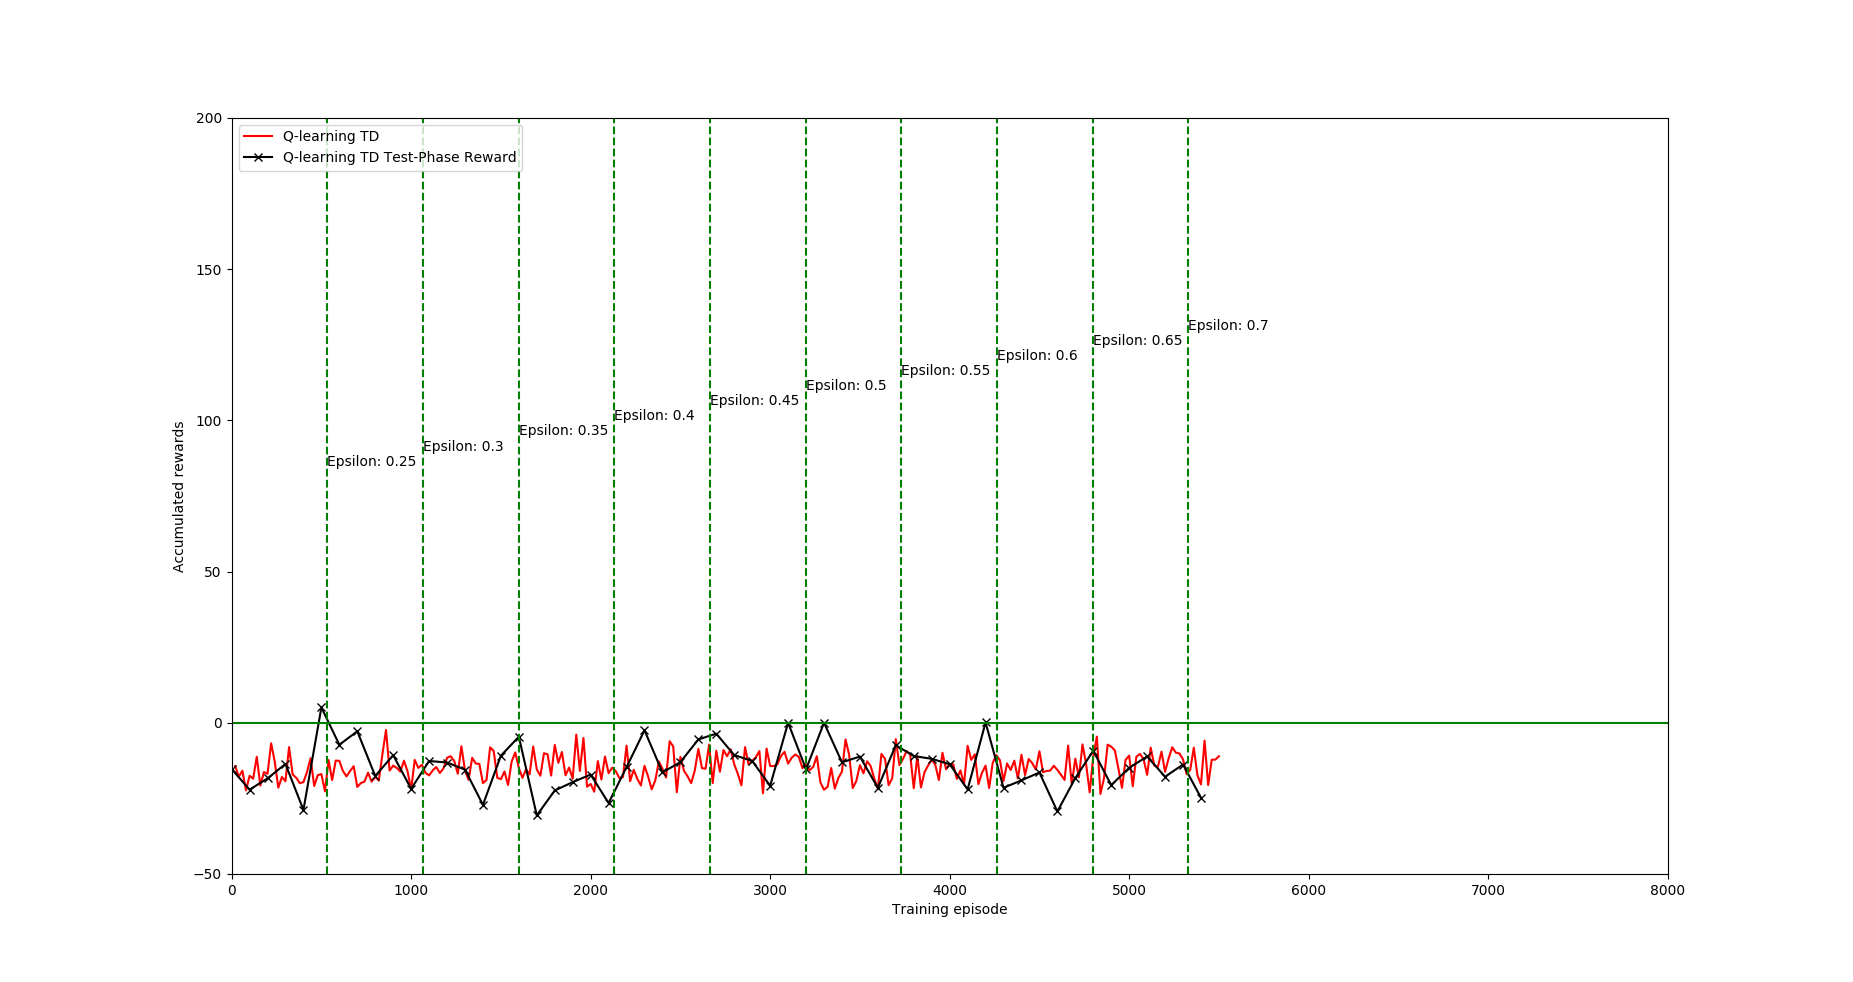 200
Q-learning TD
Q-learning TD Test-Phase Reward
150
Epsilon: 0.7
Epsilon: 0.65
Epsilon: 0.6
Epsilon: 0.55
Epsilon: 0.5
Epsilon: 0.45
Epsilon: 0.4
100
Epsilon: 0.35
Epsilon: 0.3
Epsilon: 0.25
Accumulated rewards
50
0
−50
0 1000 2000 3000 4000 5000 6000 7000 8000
Training episode